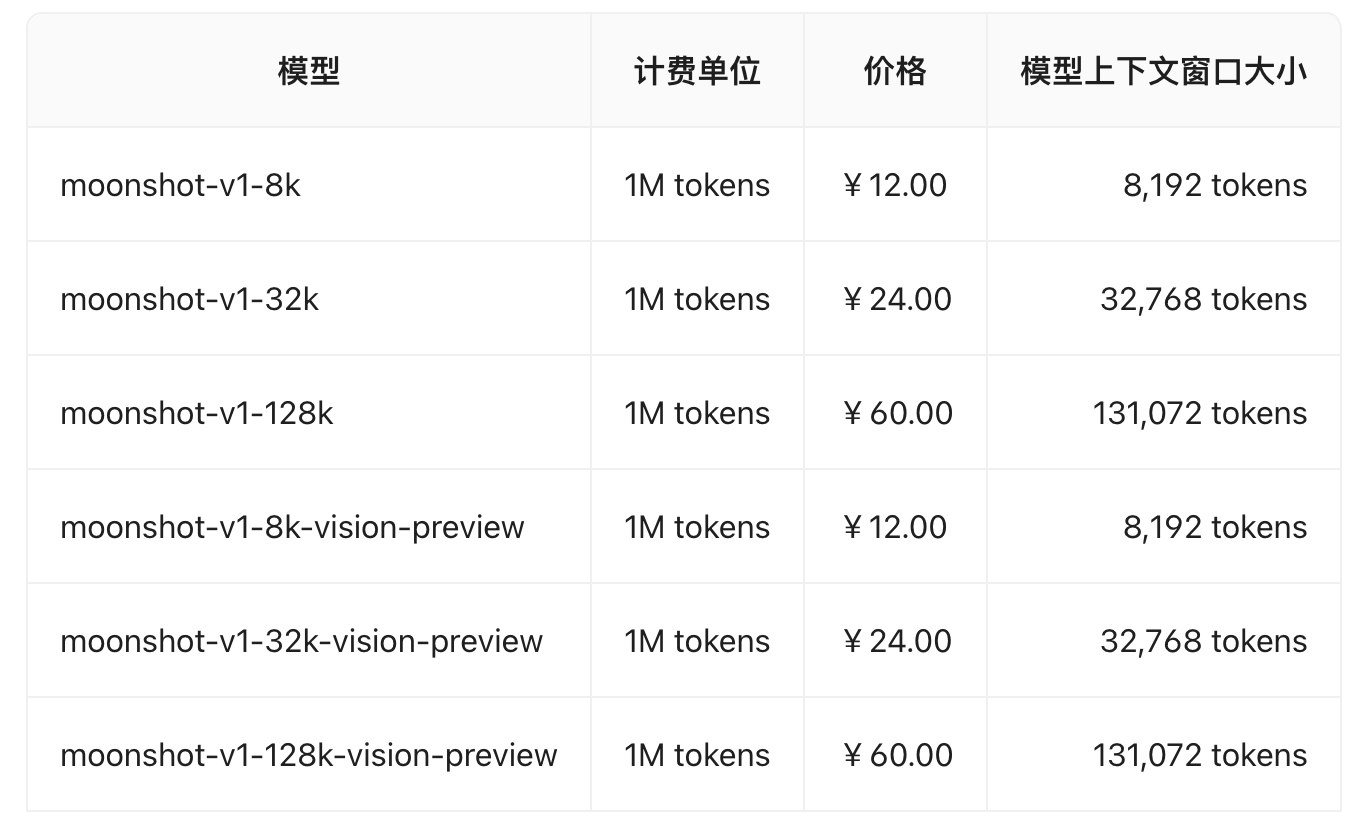 模型 计费单位 价格 模型上下文窗口大小
moonshot-v1-8k 1M tokens ¥ 12.00 8,192 tokens
moonshot-v1-32k 1M tokens ¥ 24.00 32,768 tokens
moonshot-v1-128k 1M tokens ¥ 60.00 131,072 tokens
moonshot-v1-8k-vision-preview 1M tokens ¥ 12.00 8,192 tokens
moonshot-v1-32k-vision-preview 1M tokens ¥ 24.00 32,768 tokens
moonshot-v1-128k-vision-preview 1M tokens ¥ 60.00 131,072 tokens